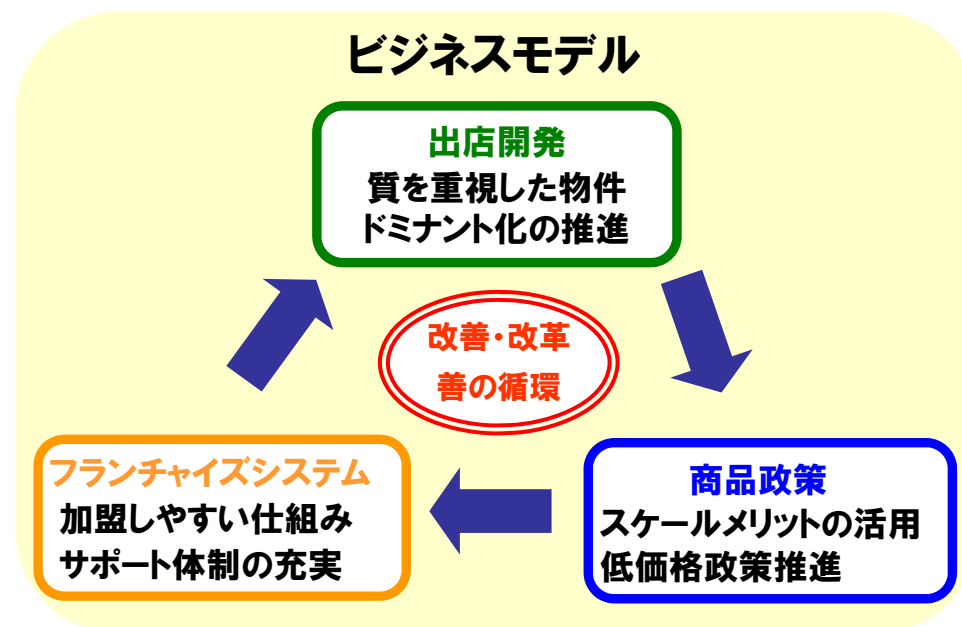 ビジネスモデル
出店開発
質を重視した物件
ドミナント化の推進
改善・改革
善の循環
フランチャイズシステム
加盟しやすい仕組み
サポート体制の充実
商品政策
スケールメリットの活用
低価格政策推進